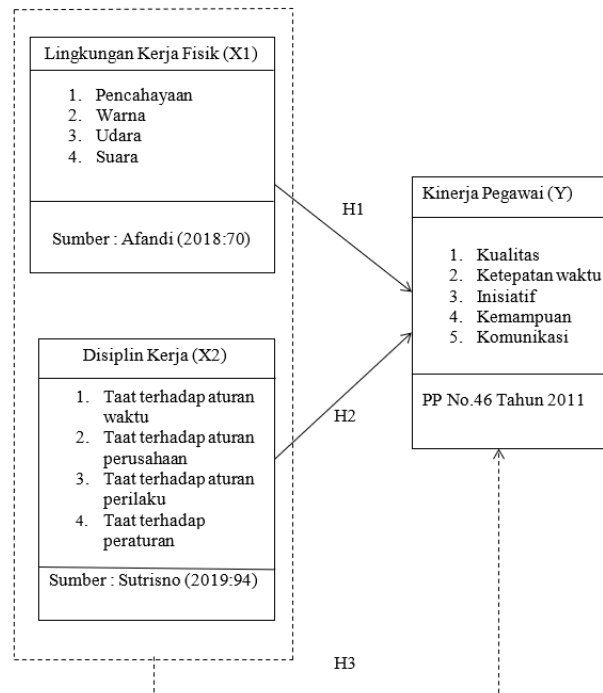 Lingkungan Kerja Fisik (X1)
1. Pencahayaan
2. Warna
3. Udara
4. Suara
Sumber : Afandi (2018:70)
H1
Kinerja Pegawai (Y)
1. Kualitas
2. Ketepatan waktu
3. Inisiatif
4. Kemampuan
5. Komunikasi
PP No.46 Tahun 2011
Disiplin Kerja (X2)
1. Taat terhadap aturan
waktu
2. Taat terhadap aturan
perusahaan
3. Taat terhadap aturan
perilaku
4. Taat terhadap
peraturan
Sumber : Sutrisno (2019:94)
H2
H3